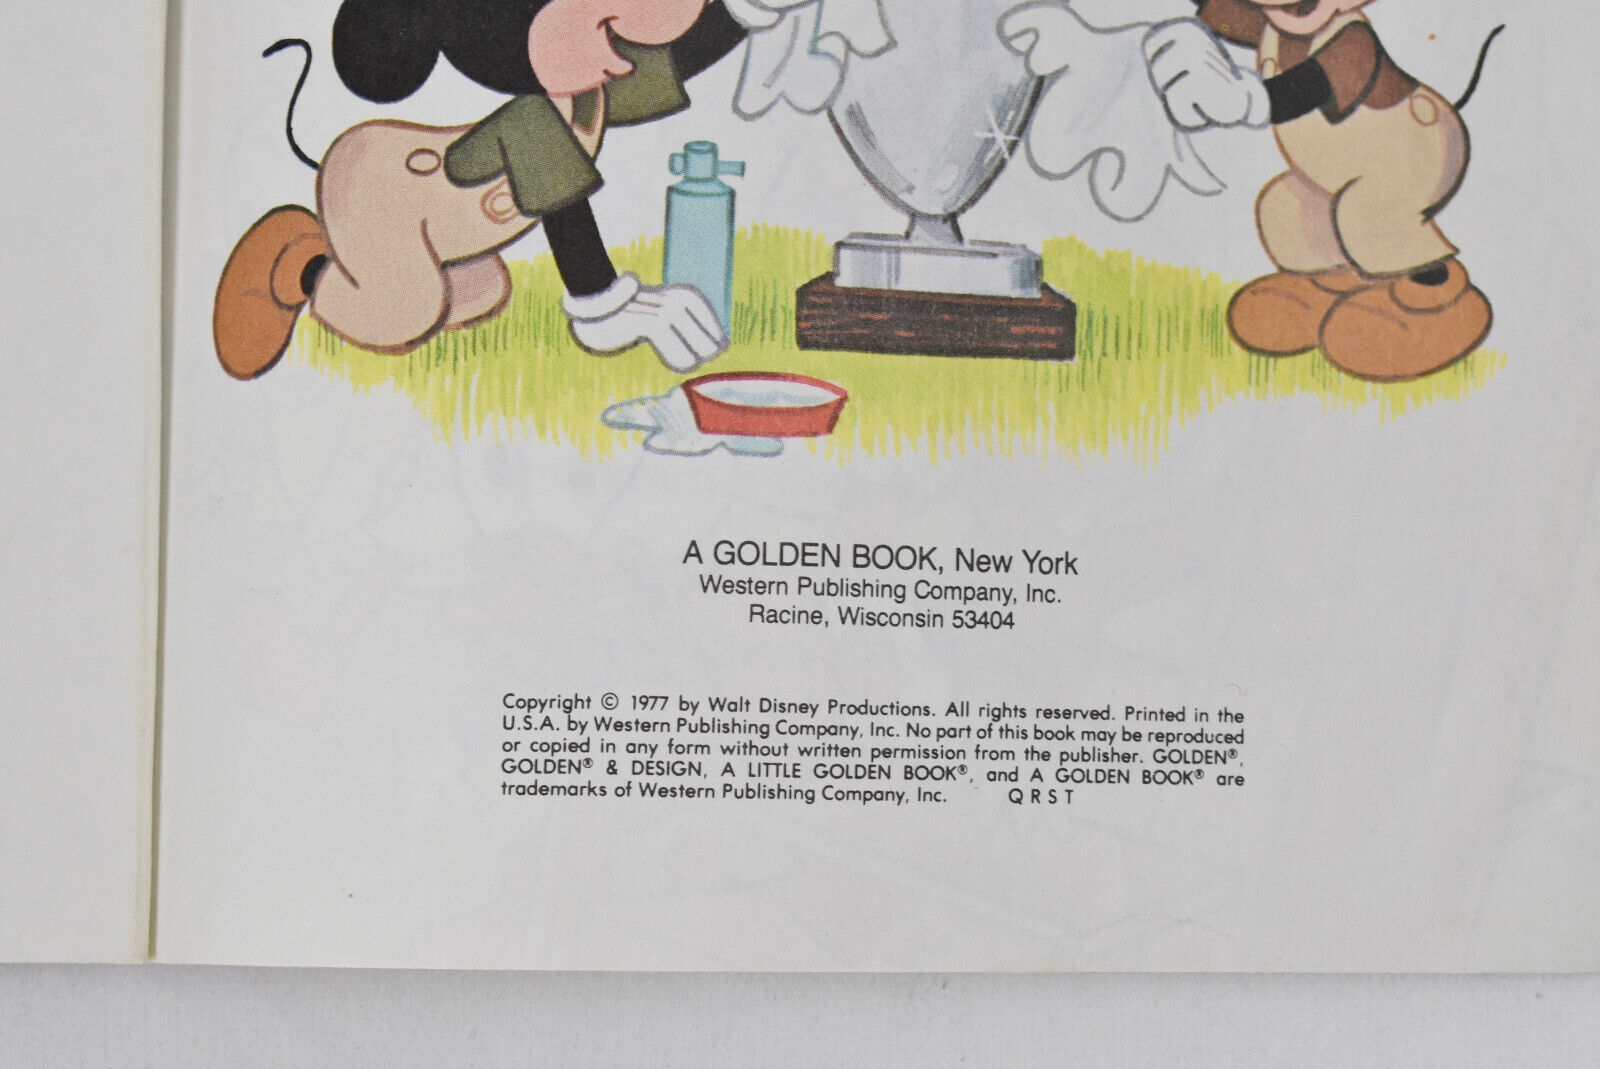 A GOLDEN BOOK, New York
Western Publishing Company, Inc.
Racine, Wisconsin 53404
Copyright © 1977 by Walt Disney Productions. All rights reserved. Printed in the
U.S.A. by Western Publishing Company, Inc. No part of this book may be reproduced
or copied in any form without written permission from the publisher. GOLDEN®,
GOLDEN® & DESIGN, A LITTLE GOLDEN BOOK®, and A GOLDEN BOOK® are
trademarks of Western Publishing Company, Inc. Q R S T